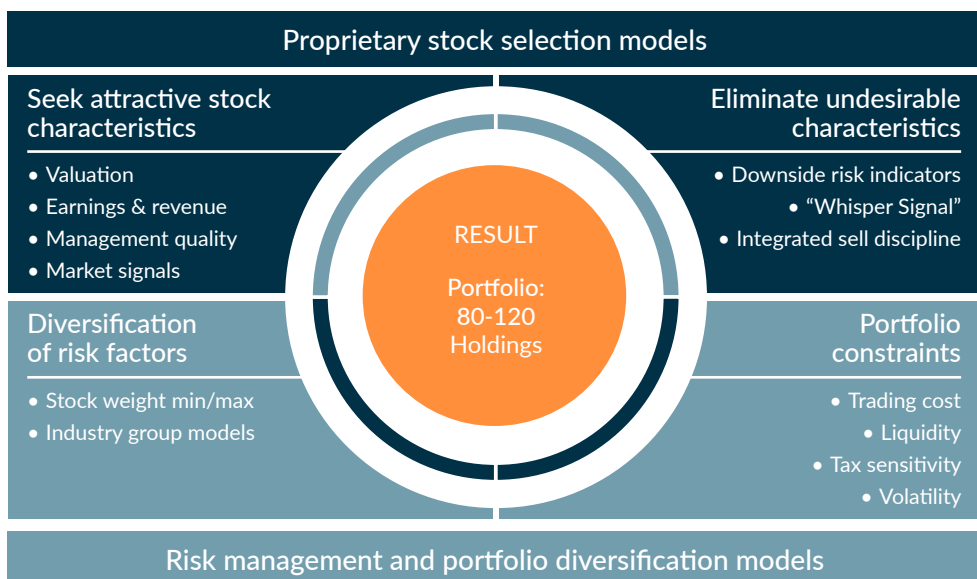 Proprietary stock selection models
Seek attractive stock
characteristics
• Valuation
• Earnings & revenue
• Management quality
• Market signals
Eliminate undesirable
characteristics
• Downside risk indicators
• “Whisper Signal”
• Integrated sell discipline
RESULT
Portfolio:
80-120
Holdings
Diversification
of risk factors
• Stock weight min/max
• Industry group models
Portfolio
constraints
• Trading cost
• Liquidity
• Tax sensitivity
• Volatility
Risk management and portfolio diversification models